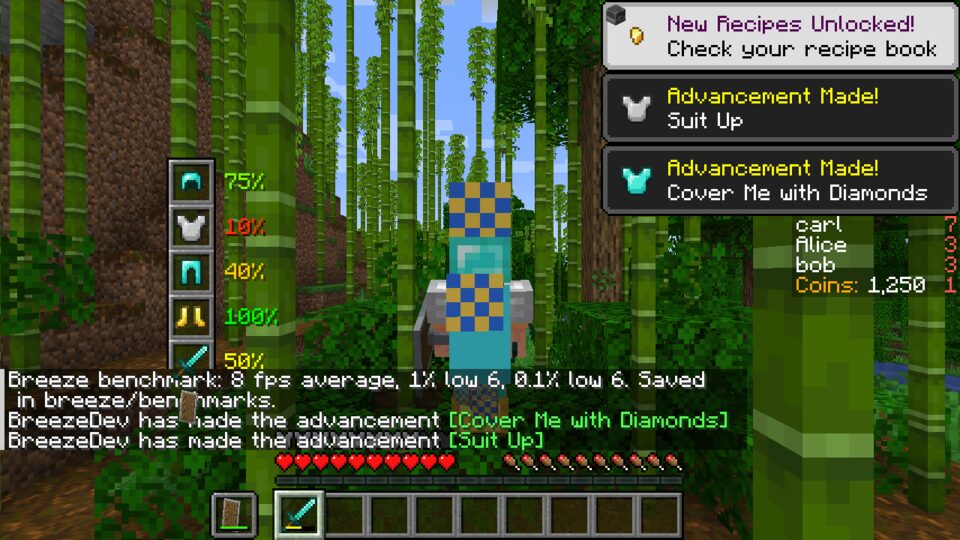 New Recipes Unlocked!
Check your recipe book
Advancement Made!
Suit Up
Advancement Made!
Cover Me with Diamonds
carl 7
Alice 3
bob 3
Coins: 1,250 1
75%
10%
40%
100%
50%
Breeze benchmark: 8 fps average, 1% low 6, 0.1% low 6. Saved
in breeze/benchmarks.
BreezeDev has made the advancement [Cover Me with Diamonds]
BreezeDev has made the advancement [Suit Up]